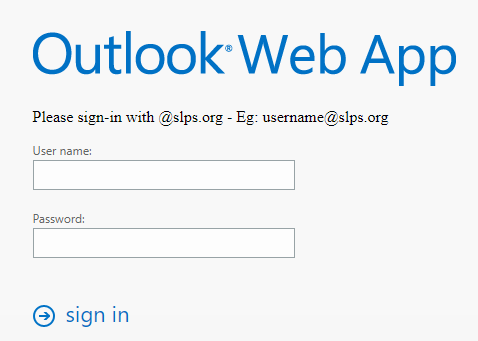 Outlook® Web App
Please sign-in with @slps.org - Eg: username@slps.org
User name:
Password:
sign in